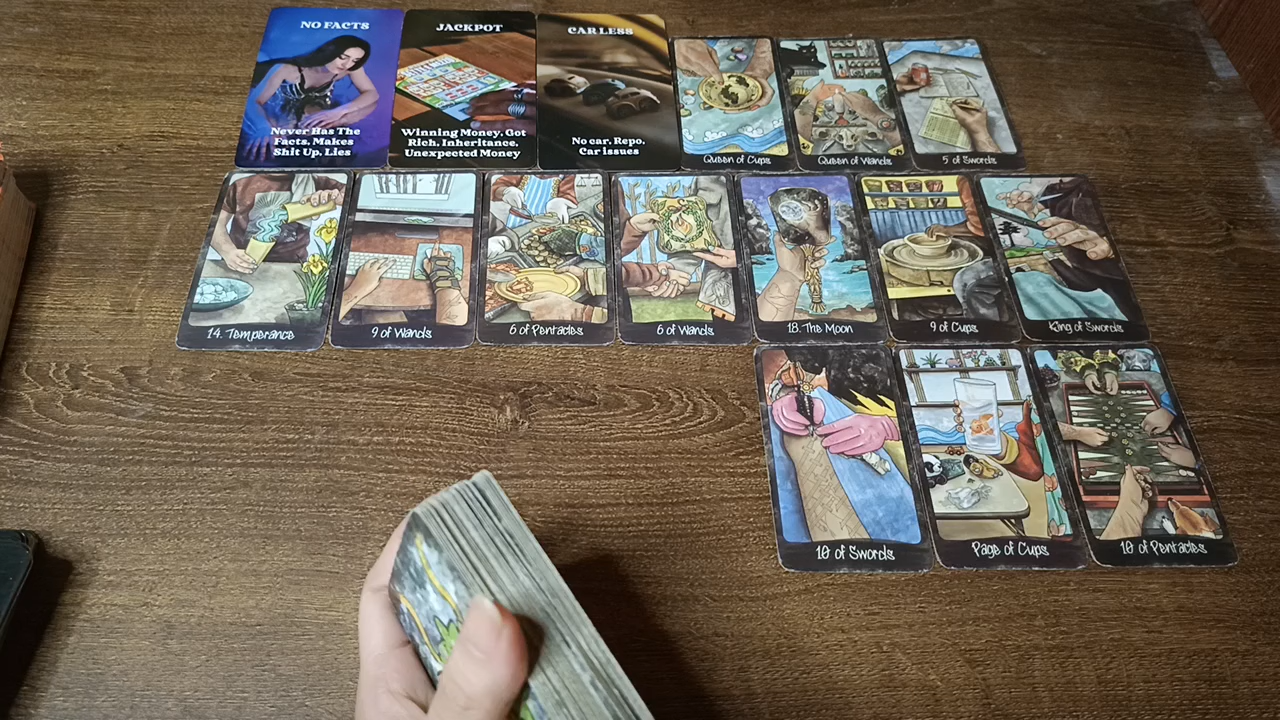 NO FACTS
Never Has The
Facts. Makes
Shit Up. Lies
JACKPOT
Winning Money. Got
Rich. Inheritance.
Unexpected Money
CARLESS
No car. Repo.
Car issues
Queen of Cups
Queen of Wands
5 of Swords
14. Temperance
9 of Wands
6 of Pentacles
6 of Wands
18. The Moon
9 of Cups
King of Swords
10 of Swords
Page of Cups
10 of Pentacles